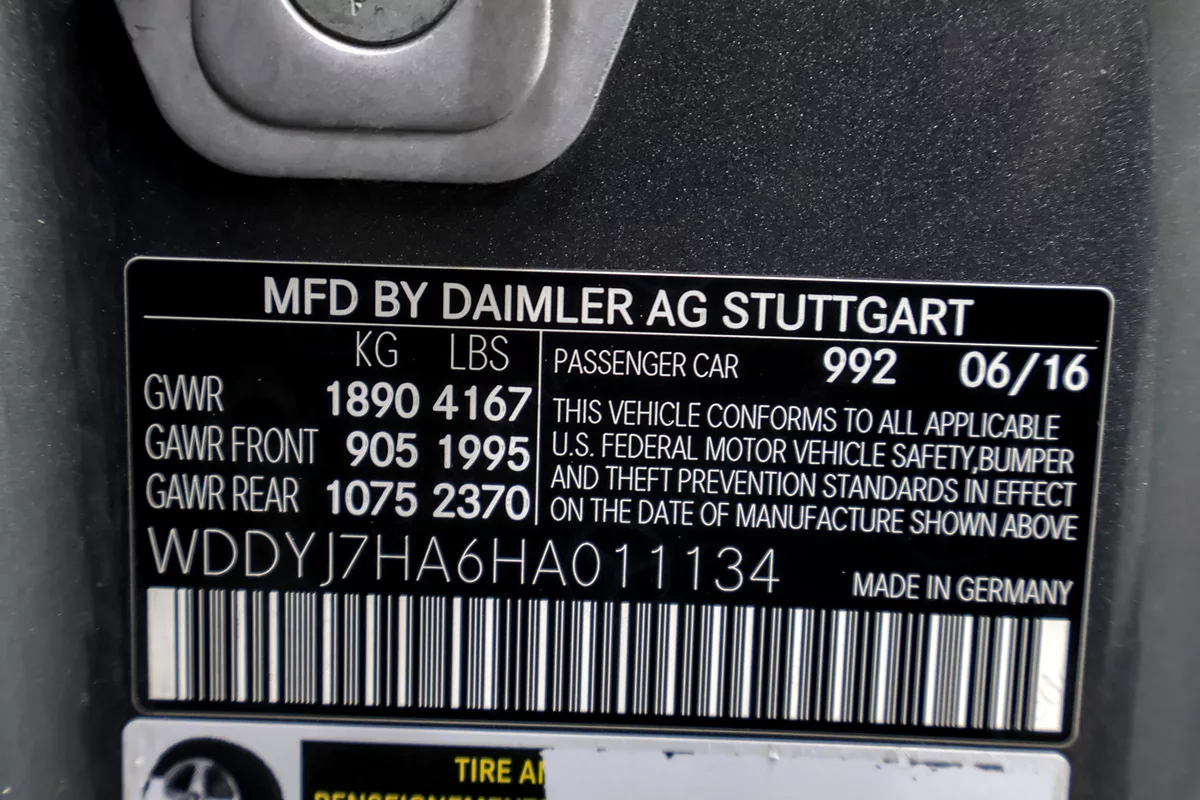 MFD BY DAIMLER AG STUTTGART
KG LBS
GVWR 1890 4167
GAWR FRONT 905 1995
GAWR REAR 1075 2370
PASSENGER CAR 992 06/16
THIS VEHICLE CONFORMS TO ALL APPLICABLE
U.S. FEDERAL MOTOR VEHICLE SAFETY,BUMPER
AND THEFT PREVENTION STANDARDS IN EFFECT
ON THE DATE OF MANUFACTURE SHOWN ABOVE
WDDYJ7HA6HA011134
MADE IN GERMANY
TIRE